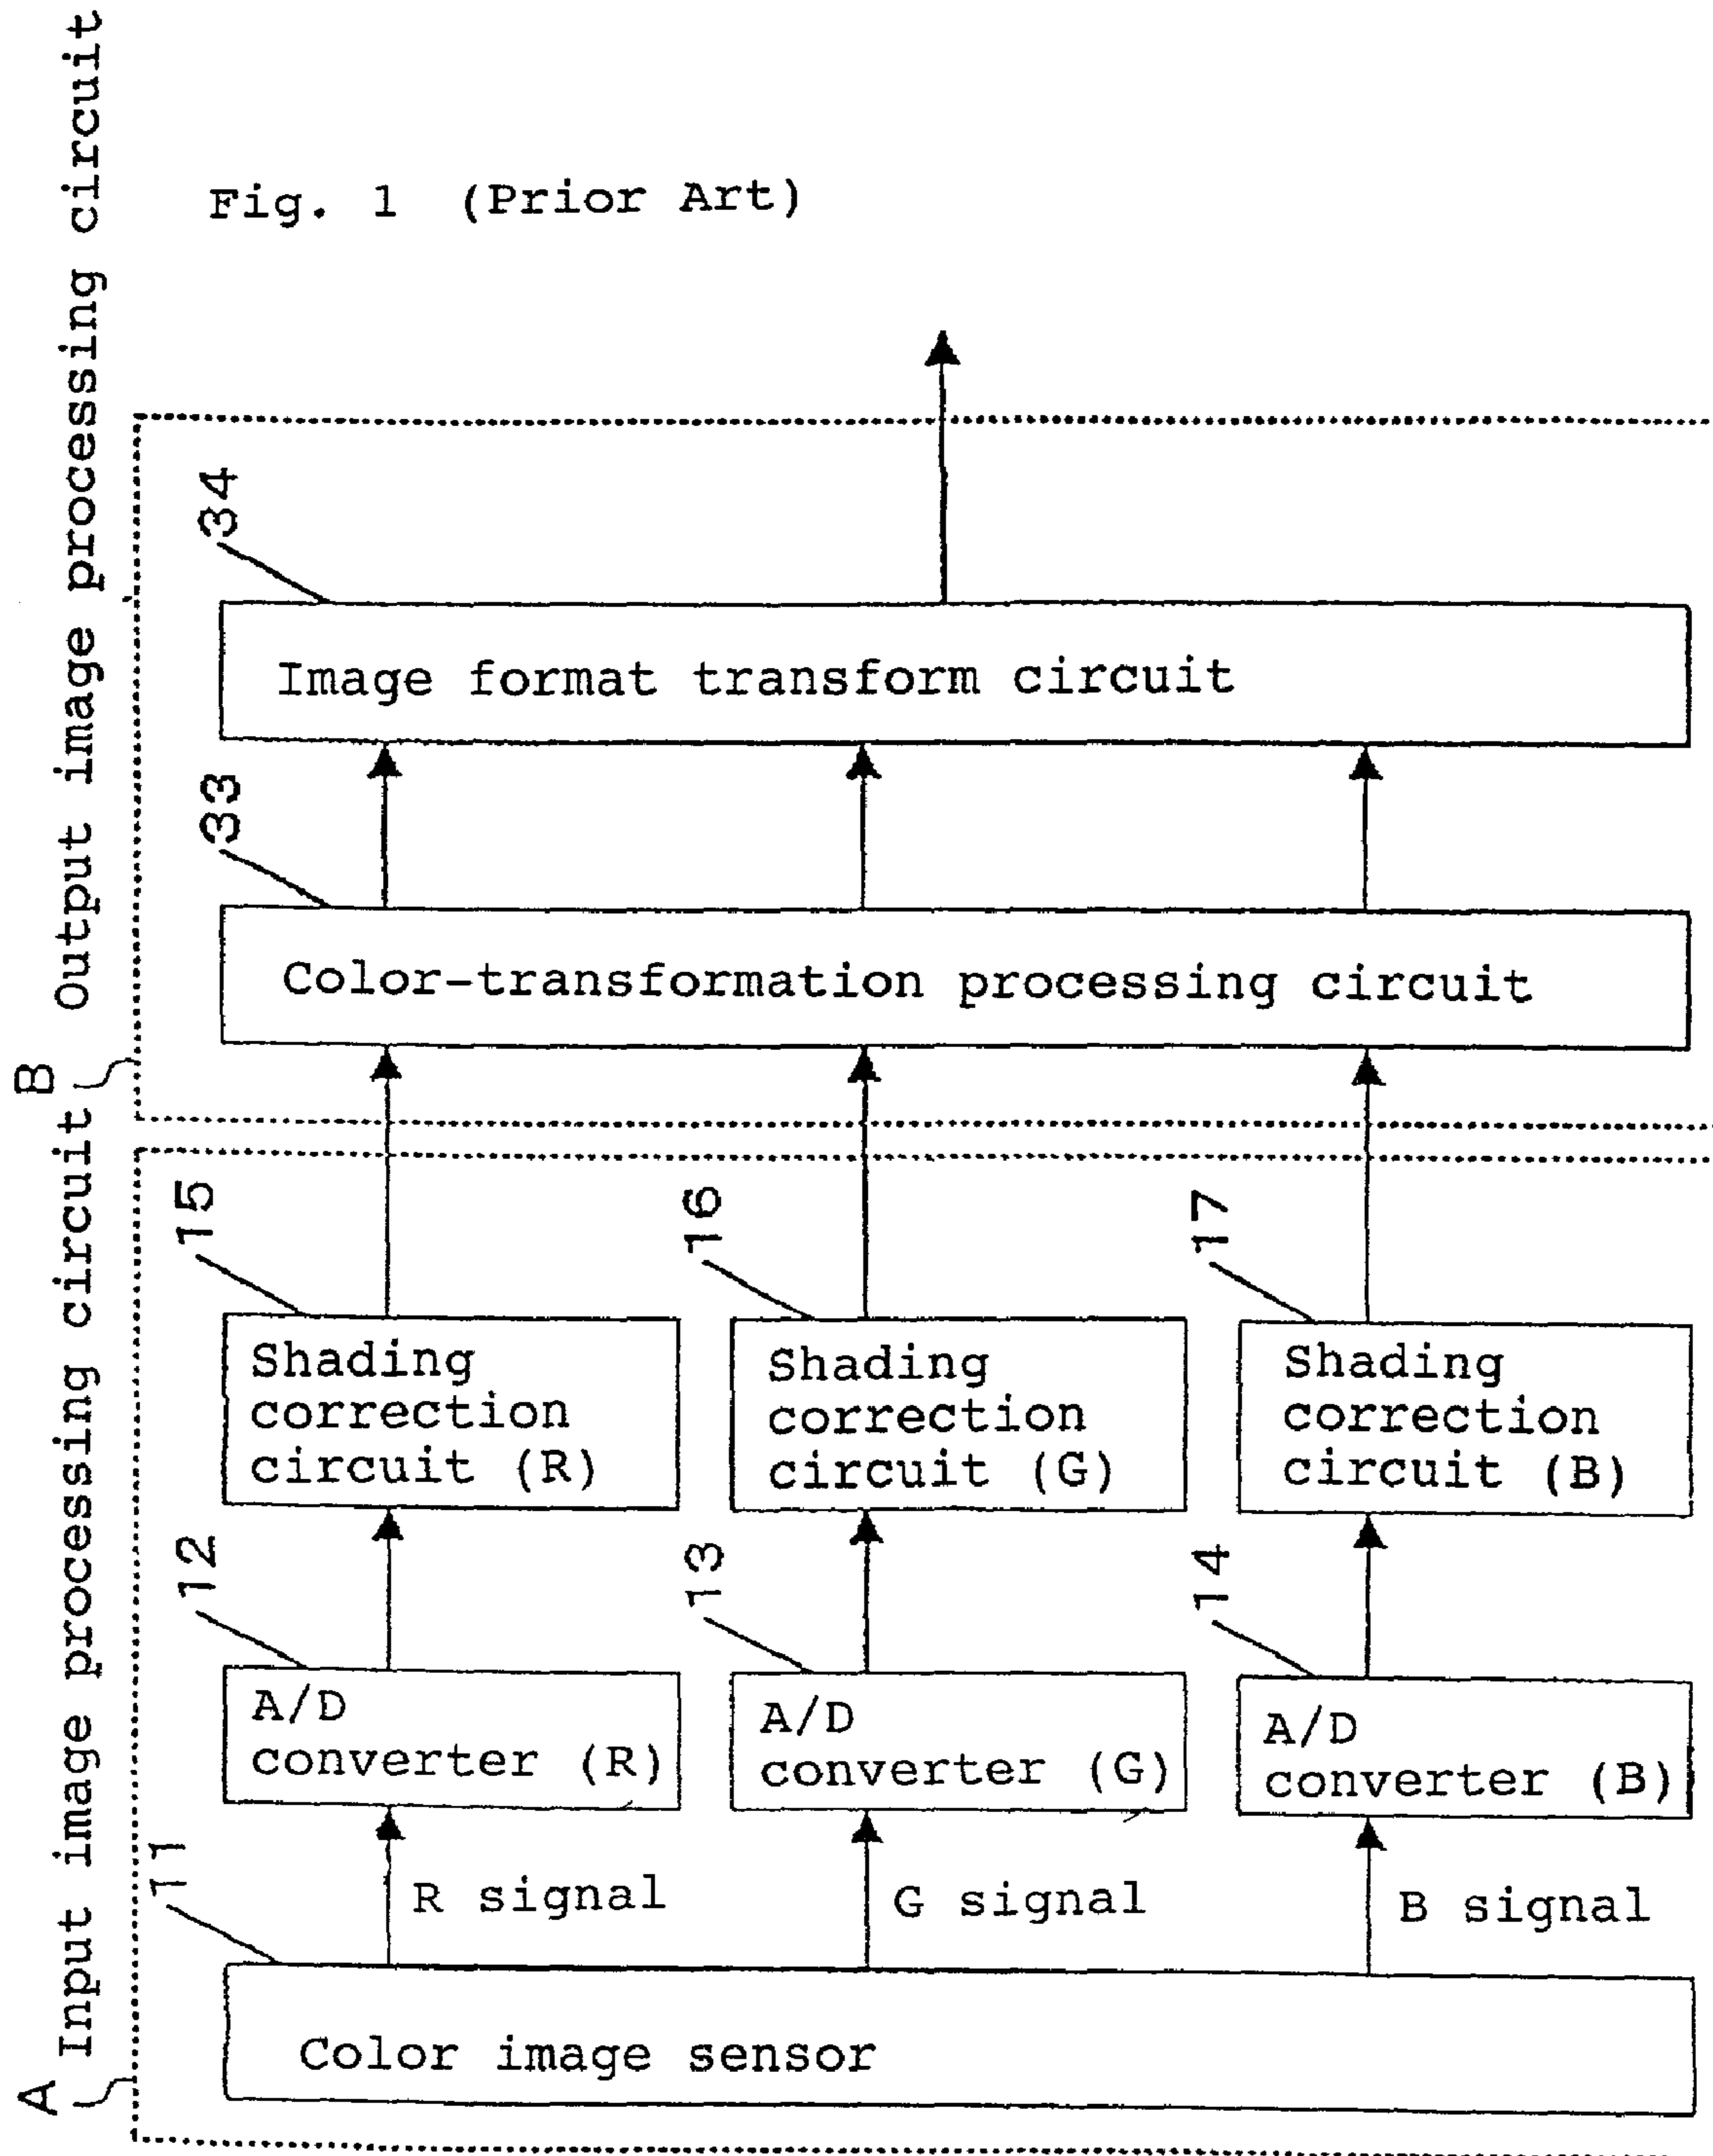 Fig. 1 (Prior Art)
A Input image processing circuit
B Output image processing circuit
34
Image format transform circuit
33
Color-transformation processing circuit
15
Shading
correction
circuit (R)
16
Shading
correction
circuit (G)
17
Shading
correction
circuit (B)
12
A/D
converter (R)
13
A/D
converter (G)
14
A/D
converter (B)
R signal
G signal
B signal
11
Color image sensor